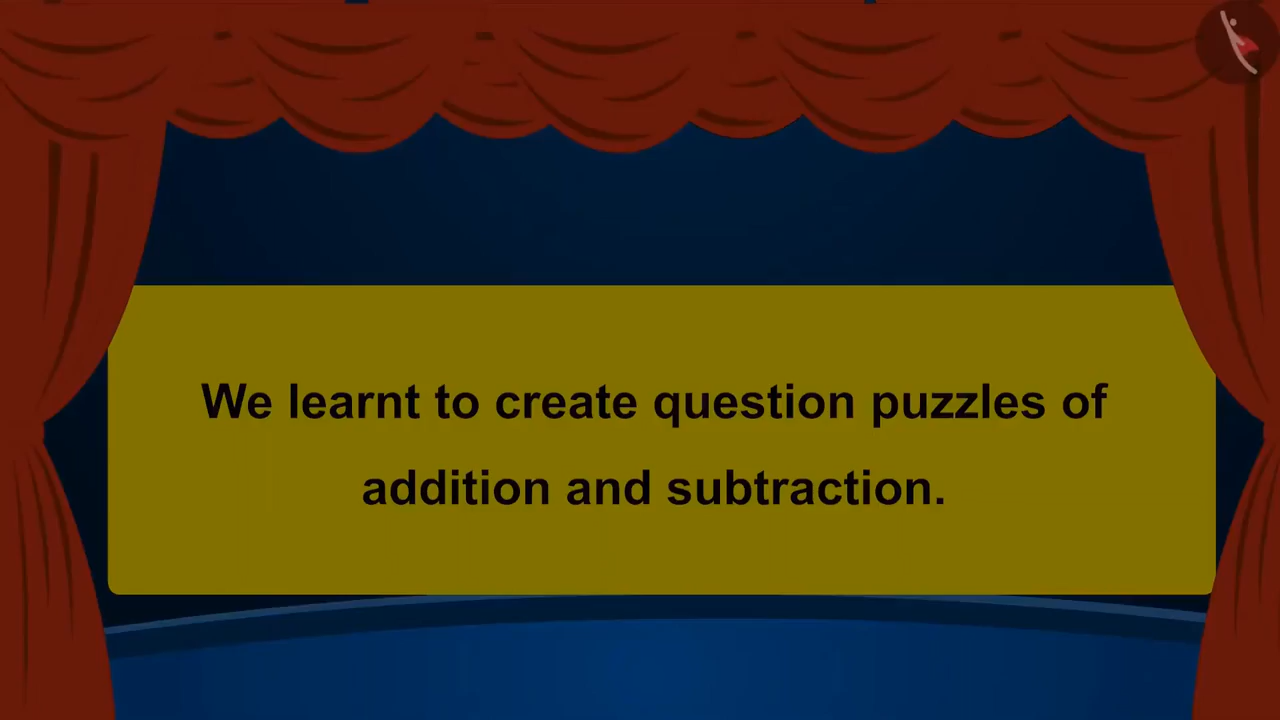 We learnt to create question puzzles of
addition and subtraction.